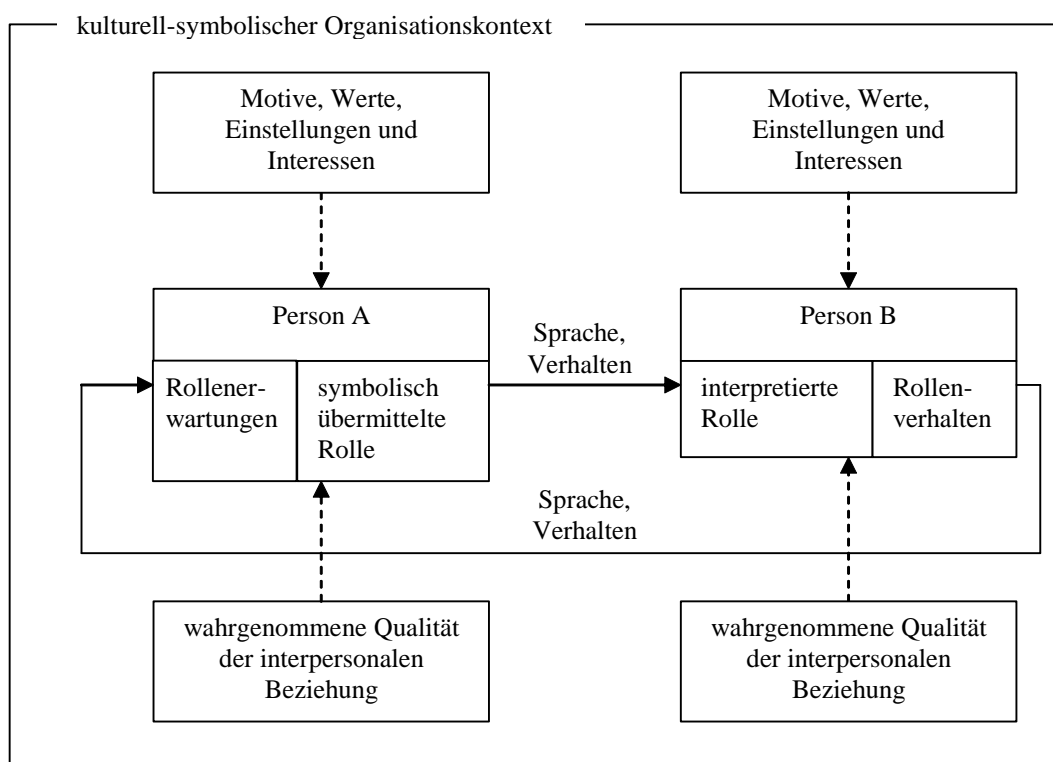 kulturell-symbolischer Organisationskontext
Motive, Werte,
Einstellungen und
Interessen
Motive, Werte,
Einstellungen und
Interessen
Person A
Rollener-
wartungen
symbolisch
übermittelte
Rolle
Sprache,
Verhalten
Person B
interpretierte
Rolle
Rollen-
verhalten
Sprache,
Verhalten
wahrgenommene Qualität
der interpersonalen
Beziehung
wahrgenommene Qualität
der interpersonalen
Beziehung